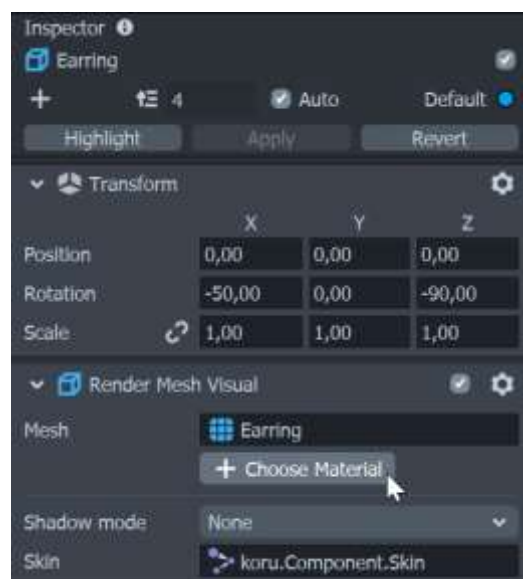 Inspector
Earring
4 Auto Default
Highlight Apply Revert
Transform
X Y Z
Position 0,00 0,00 0,00
Rotation -50,00 0,00 -90,00
Scale 1,00 1,00 1,00
Render Mesh Visual
Mesh Earring
+ Choose Material
Shadow mode None
Skin koru.Component.Skin